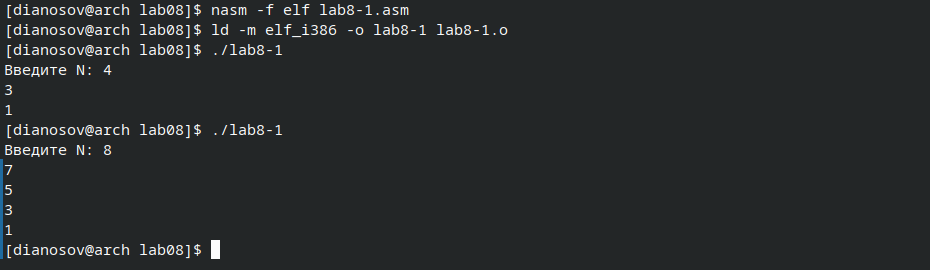 [dianosov@arch lab08]$ nasm -f elf lab8-1.asm
[dianosov@arch lab08]$ ld -m elf_i386 -o lab8-1 lab8-1.o
[dianosov@arch lab08]$ ./lab8-1
Введите N: 4
3
1
[dianosov@arch lab08]$ ./lab8-1
Введите N: 8
7
5
3
1
[dianosov@arch lab08]$